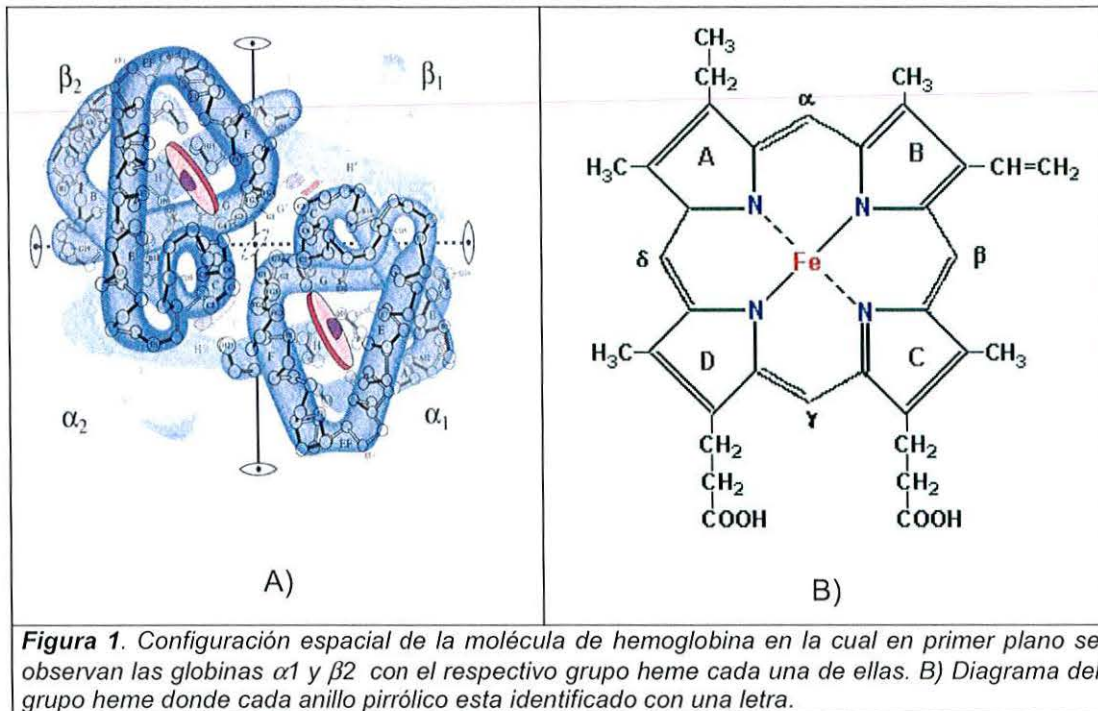 β2
β1
α2
α1
EF
F
H
G
E
B
C
H'
G'
G
E
F
H
EF
A)
CH3
CH2
α
CH3
A
B
H3C
CH=CH2
N
N
δ
Fe
β
N
N
H3C
D
C
CH3
γ
CH2
CH2
CH2
CH2
COOH
COOH
B)
Figura 1. Configuración espacial de la molécula de hemoglobina en la cual en primer plano se
observan las globinas α1 y β2 con el respectivo grupo heme cada una de ellas. B) Diagrama del
grupo heme donde cada anillo pirrólico esta identificado con una letra.